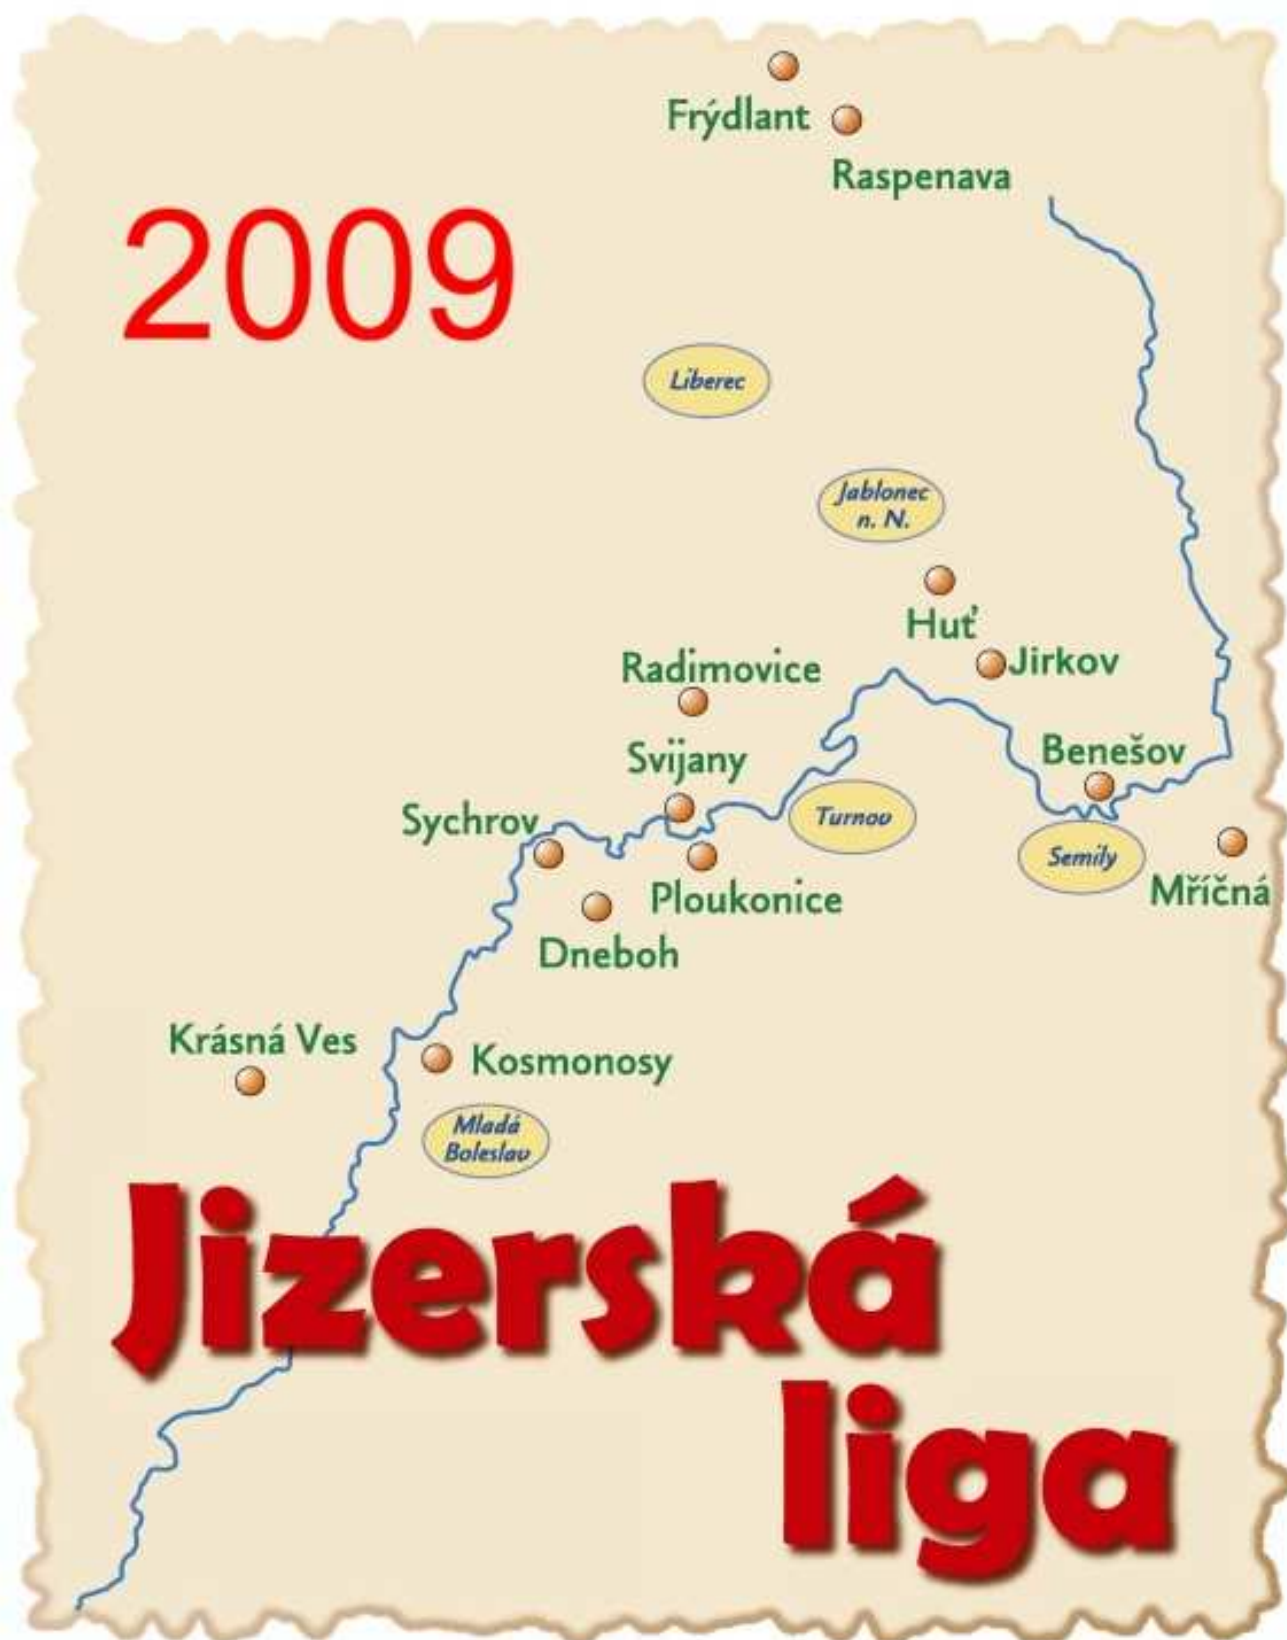 Frýdlant
Raspenava
2009
Liberec
Jablonec
n. N.
Huť
Jirkov
Radimovice
Svijany
Benešov
Sychrov
Turnov
Semily
Mříčná
Ploukonice
Dneboh
Krásná Ves
Kosmonosy
Mladá
Boleslav
Jizerská
liga